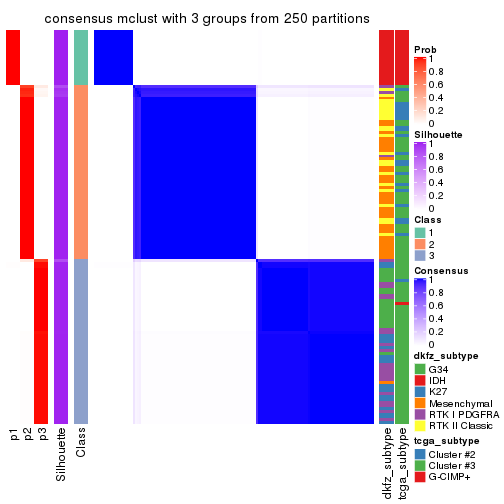 consensus mclust with 3 groups from 250 partitions
Prob
1
0.8
0.6
0.4
0.2
0
Silhouette
1
0.8
0.6
0.4
0.2
0
Class
1
2
3
Consensus
1
0.8
0.6
0.4
0.2
0
dkfz_subtype
G34
IDH
K27
Mesenchymal
RTK I PDGFRA
RTK II Classic
tcga_subtype
Cluster #2
Cluster #3
G-CIMP+
p1
p2
p3
Silhouette
Class
dkfz_subtype
tcga_subtype